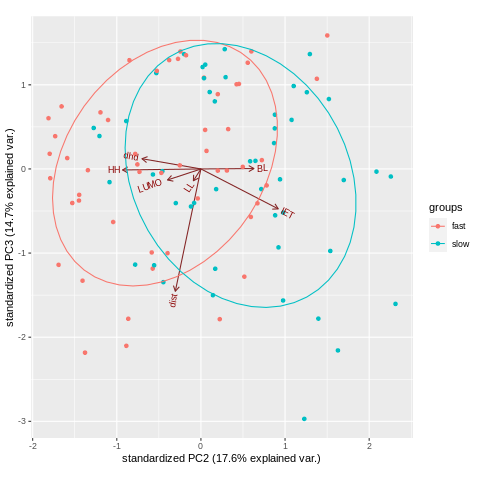 1
0
-1
-2
-3
-2
-1
0
1
2
standardized PC3 (14.7% explained var.)
standardized PC2 (17.6% explained var.)
dhd
HH
LUMO
LL
BL
IET
dist
groups
fast
slow